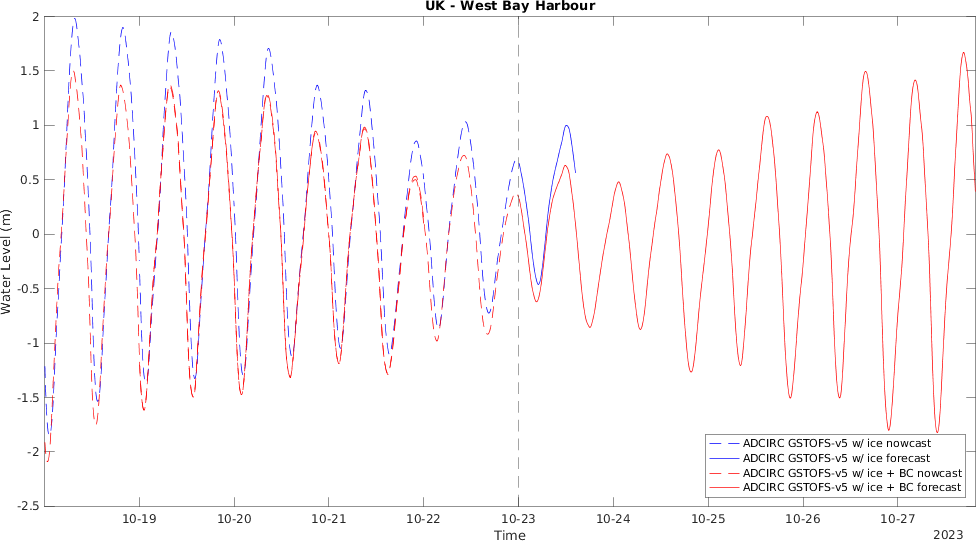 UK - West Bay Harbour
2
1.5
1
0.5
0
-0.5
-1
-1.5
-2
-2.5
Water Level (m)
10-19 10-20 10-21 10-22 10-23 10-24 10-25 10-26 10-27
Time
2023
ADCIRC GSTOFS-v5 w/ ice nowcast
ADCIRC GSTOFS-v5 w/ ice forecast
ADCIRC GSTOFS-v5 w/ ice + BC nowcast
ADCIRC GSTOFS-v5 w/ ice + BC forecast